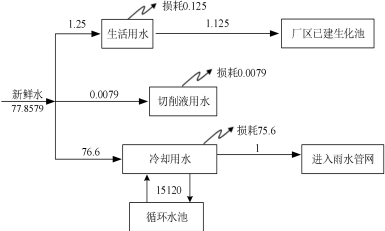 损耗0.125
1.25
生活用水
1.125
厂区已建生化池
新鲜水
77.8579
0.0079
损耗0.0079
切削液用水
损耗75.6
76.6
冷却用水
1
进入雨水管网
15120
循环水池